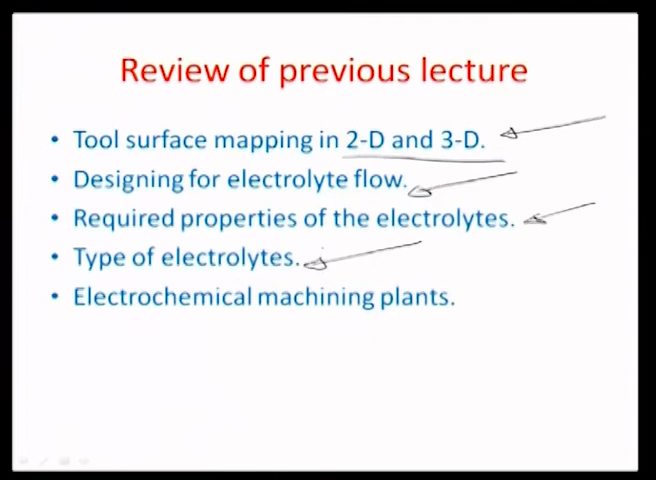 Review of previous lecture
• Tool surface mapping in 2-D and 3-D.
• Designing for electrolyte flow.
• Required properties of the electrolytes.
• Type of electrolytes.
• Electrochemical machining plants.